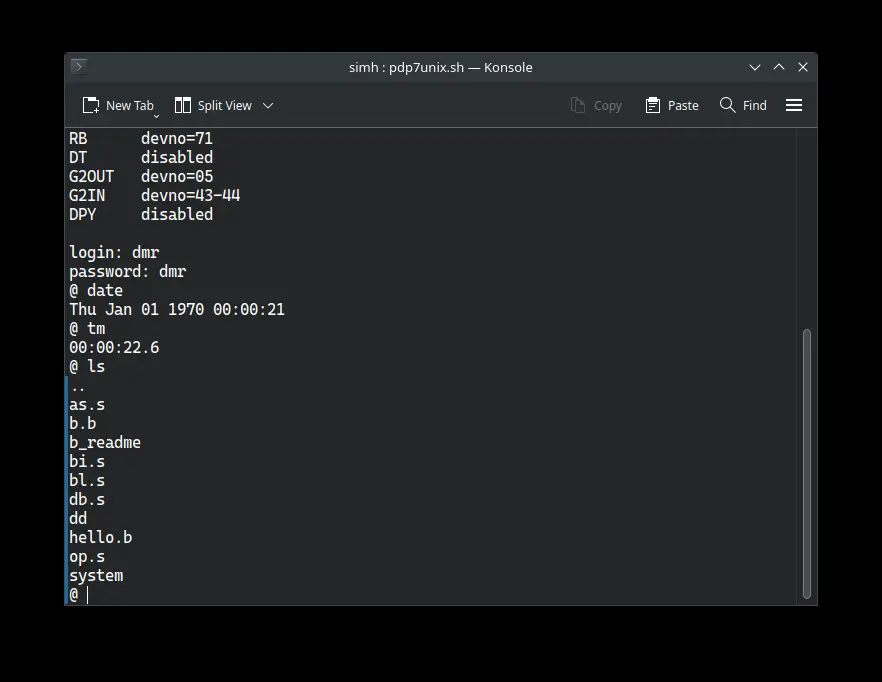 simh : pdp7unix.sh — Konsole
New Tab Split View Copy Paste Find
RB devno=71
DT disabled
G2OUT devno=05
G2IN devno=43-44
DPY disabled
login: dmr
password: dmr
@ date
Thu Jan 01 1970 00:00:21
@ tm
00:00:22.6
@ ls
..
as.s
b.b
b_readme
bi.s
bl.s
db.s
dd
hello.b
op.s
system
@